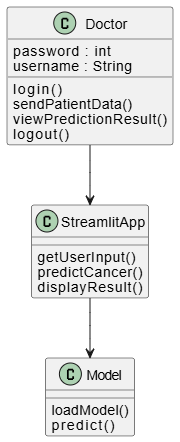 C Doctor
password : int
username : String
login()
sendPatientData()
viewPredictionResult()
logout()
C StreamlitApp
getUserInput()
predictCancer()
displayResult()
C Model
loadModel()
predict()